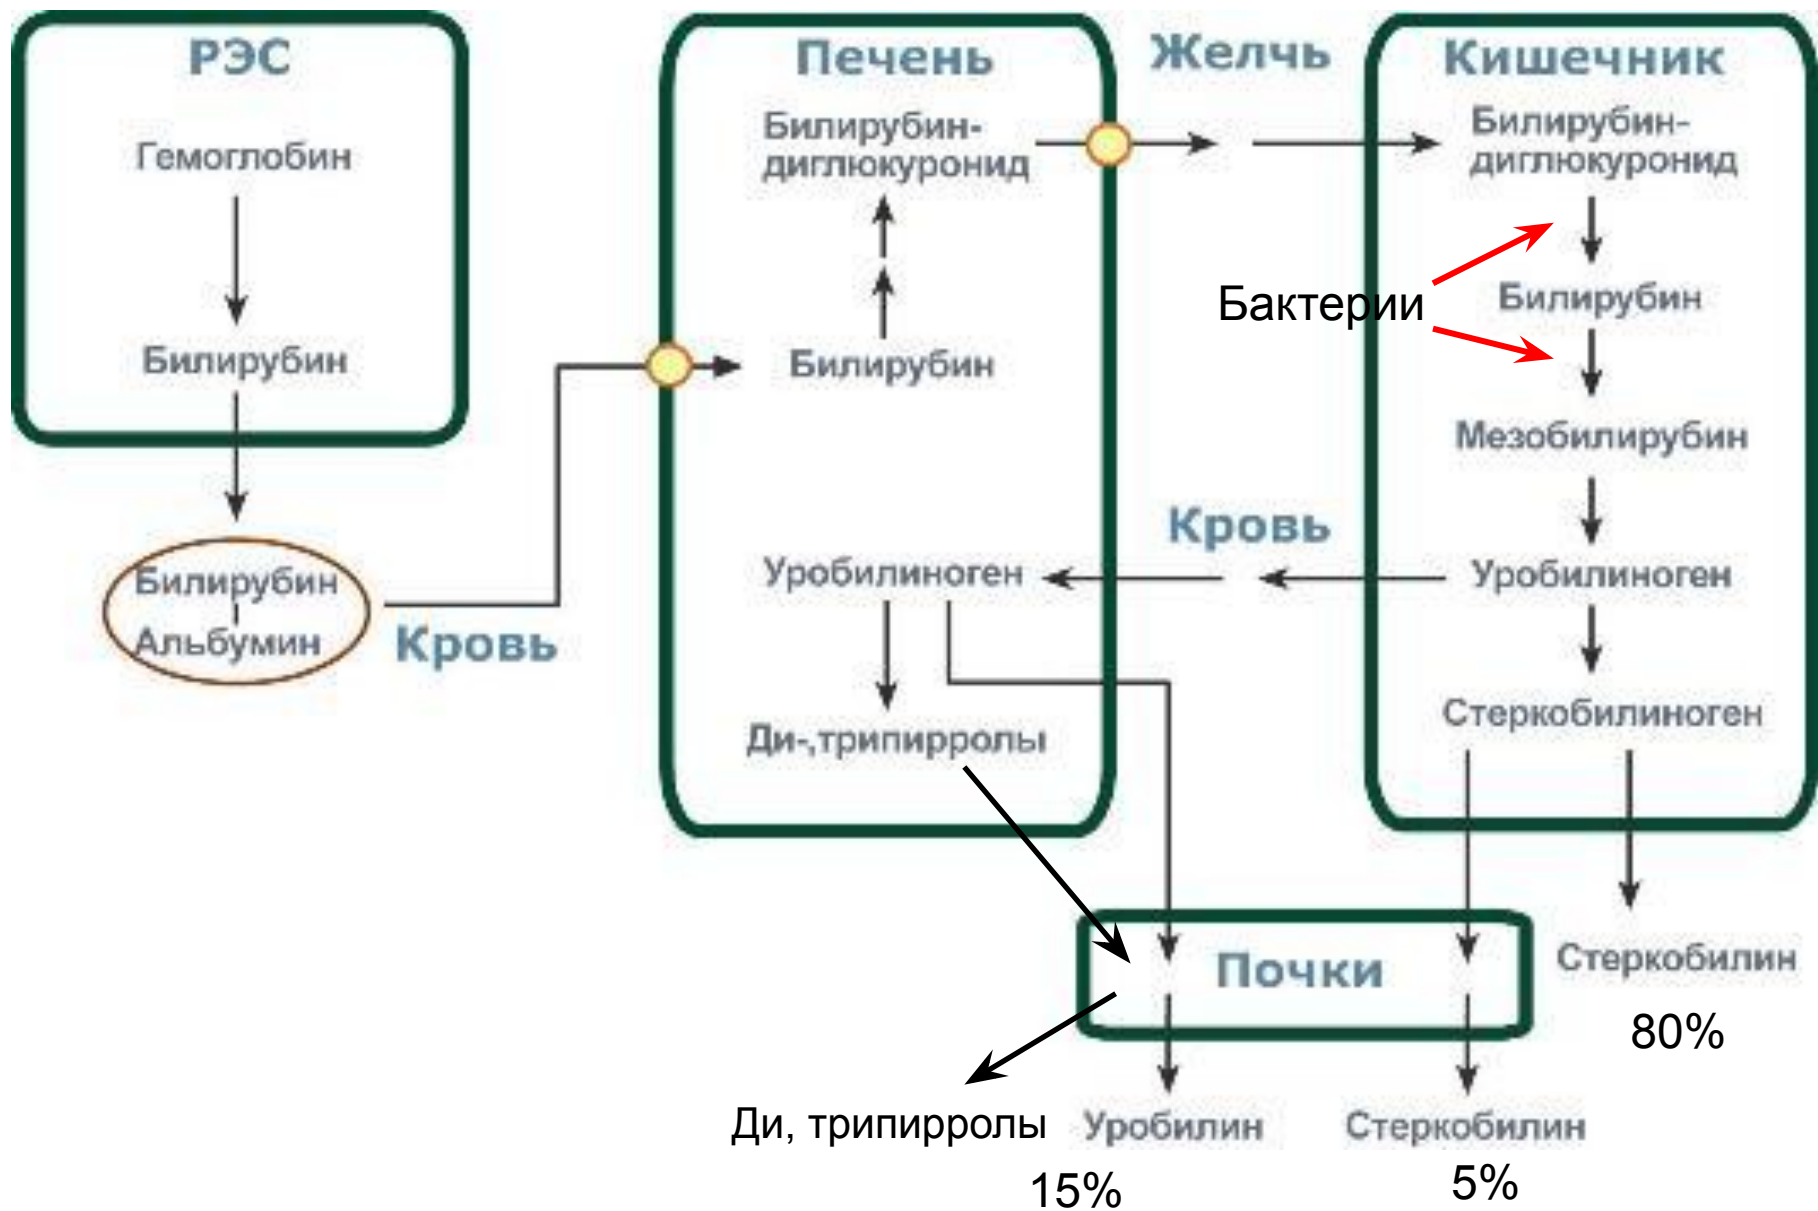 РЭС
Гемоглобин
Билирубин
Билирубин
Альбумин
Кровь
Печень
Билирубин-
диглюкуронид
Билирубин
Уробилиноген
Ди-,трипирролы
Желчь
Кровь
Кишечник
Билирубин-
диглюкуронид
Бактерии
Билирубин
Мезобилирубин
Уробилиноген
Стеркобилиноген
Почки
Стеркобилин
80%
Ди, трипирролы
Уробилин
Стеркобилин
15%
5%